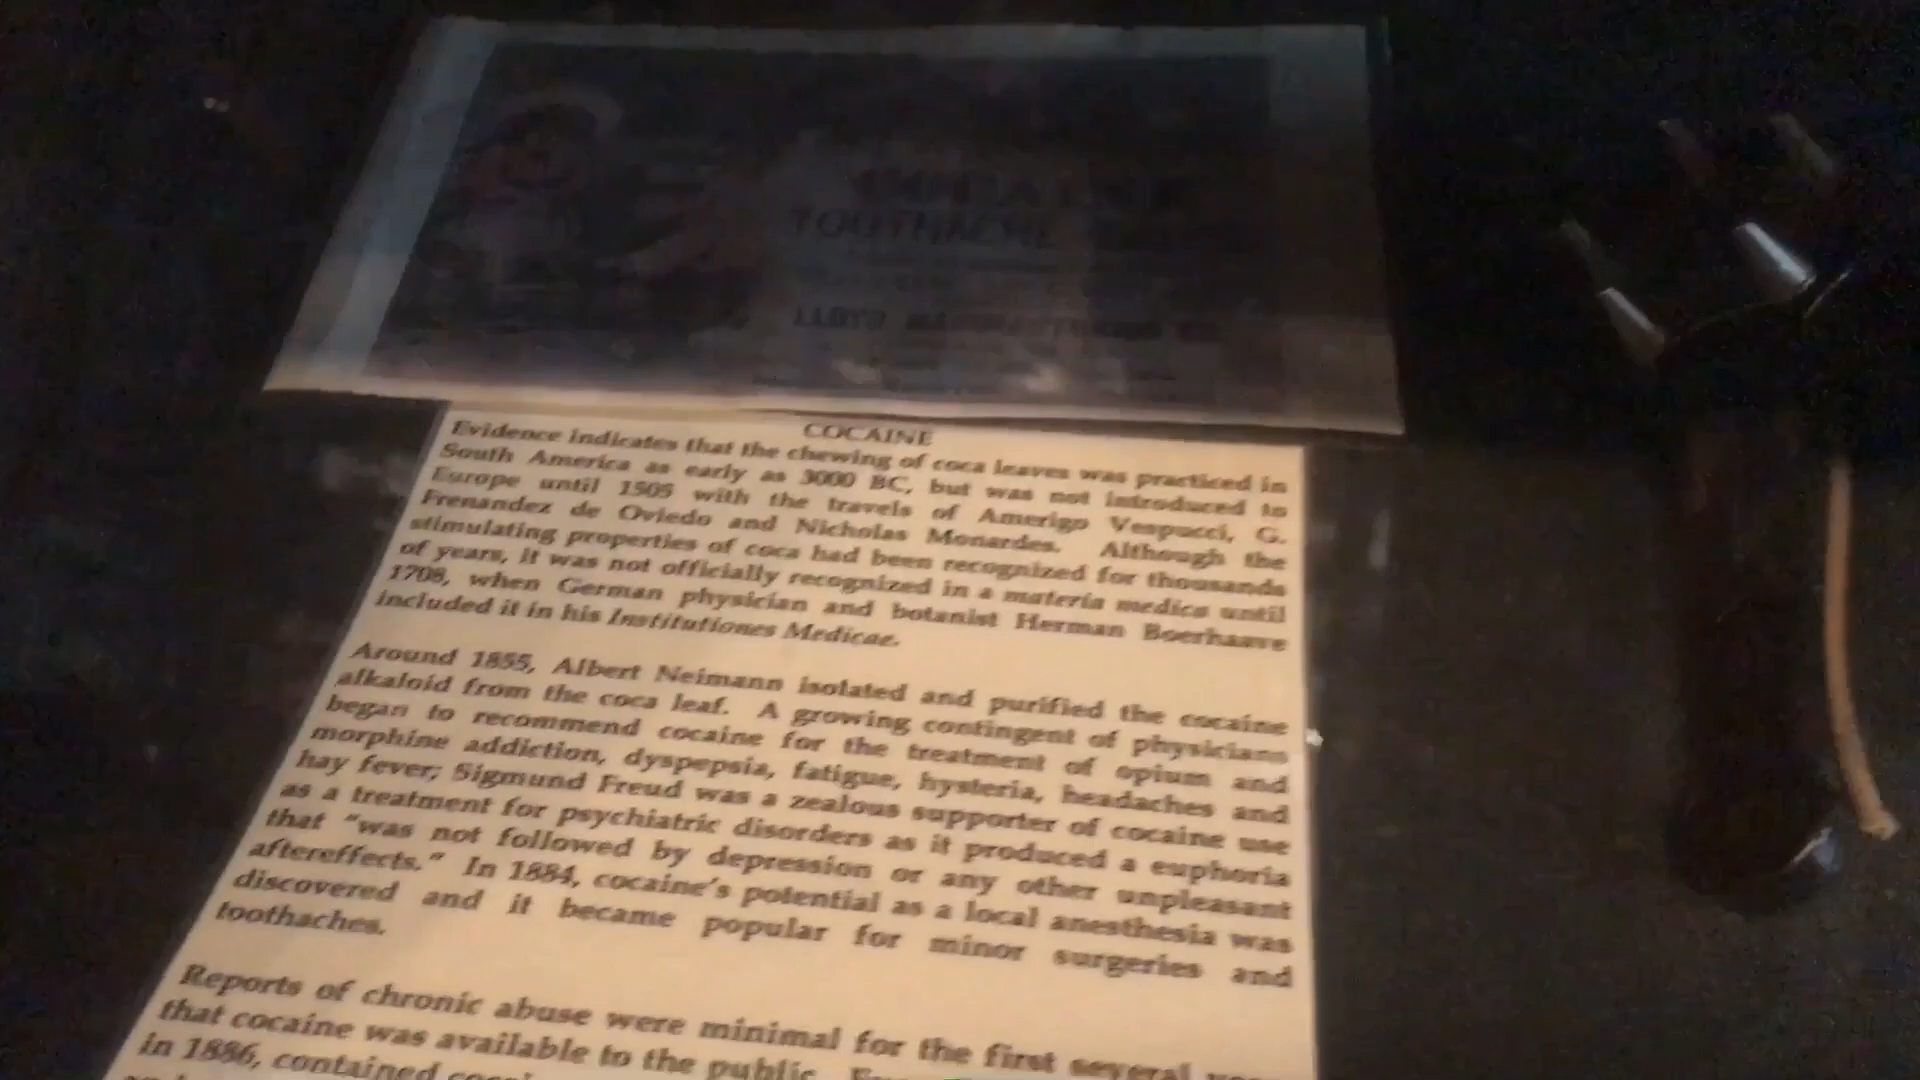 COCAINE
TOOTHACHE
LLOYD MANUFACTURING CO.
COCAINE
Evidence indicates that the chewing of coca leaves was practiced in
South America as early as 3000 BC, but was not introduced to
Europe until 1505 with the travels of Amerigo Vespucci, G.
Frenandez de Oviedo and Nicholas Monardes. Although the
stimulating properties of coca had been recognized for thousands
of years, it was not officially recognized in a materia medica until
1708, when German physician and botanist Herman Boerhaave
included it in his Institutiones Medicae.
Around 1855, Albert Neimann isolated and purified the cocaine
alkaloid from the coca leaf. A growing contingent of physicians
began to recommend cocaine for the treatment of opium and
morphine addiction, dyspepsia, fatigue, hysteria, headaches and
hay fever; Sigmund Freud was a zealous supporter of cocaine use
as a treatment for psychiatric disorders as it produced a euphoria
that "was not followed by depression or any other unpleasant
aftereffects." In 1884, cocaine's potential as a local anesthesia was
discovered and it became popular for minor surgeries and
toothaches.
Reports of chronic abuse were minimal for the first several
that cocaine was available to the public.
in 1886, contained